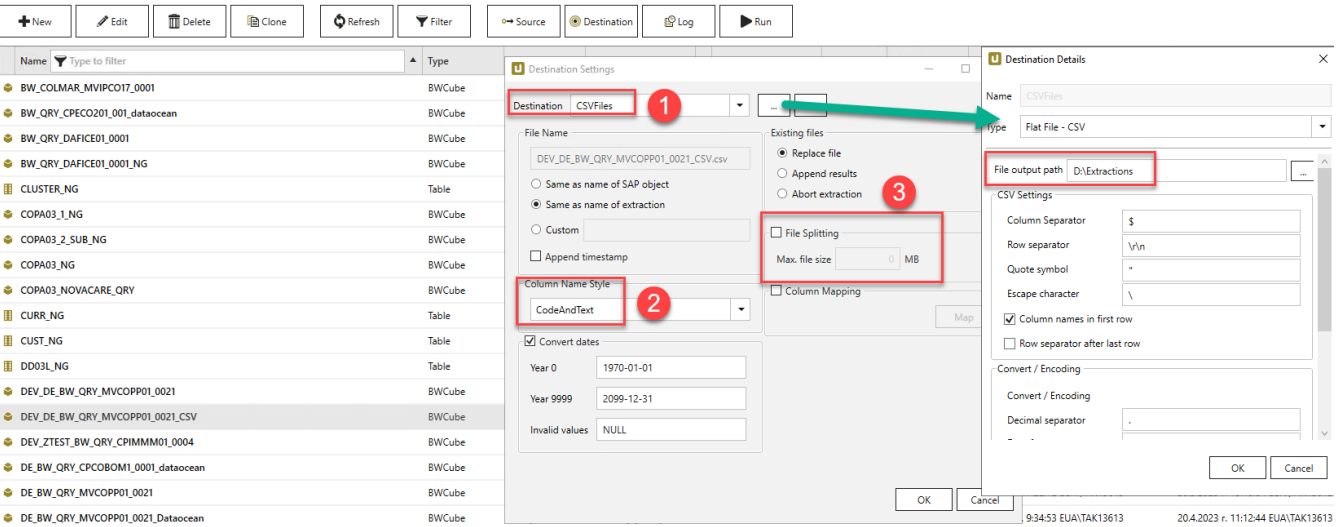 New Edit Delete Clone Refresh Filter Source Destination Log Run
Name Type to filter Type
BW_COLMAR_MVIPCO17_0001 BWCube
BW_QRY_CPECO201_001_dataocean BWCube
BW_QRY_DAFICE01_0001 BWCube
BW_QRY_DAFICE01_0001_NG BWCube
CLUSTER_NG Table
COPA03_1_NG BWCube
COPA03_2_SUB_NG BWCube
COPA03_NG BWCube
COPA03_NOVACARE_QRY BWCube
CURR_NG Table
CUST_NG Table
DD03L_NG Table
DEV_DE_BW_QRY_MVCOPP01_0021 BWCube
DEV_DE_BW_QRY_MVCOPP01_0021_CSV BWCube
DEV_ZTEST_BW_QRY_CPIMMM01_0004 BWCube
DE_BW_QRY_CPCOBOM1_0001_dataocean BWCube
DE_BW_QRY_MVCOPP01_0021 BWCube
DE_BW_QRY_MVCOPP01_0021_Dataocean BWCube
Destination Settings
Destination CSVFiles ... 1
File Name
DEV_DE_BW_QRY_MVCOPP01_0021_CSV.csv
Same as name of SAP object
Same as name of extraction
Custom
Append timestamp
Column Name Style
CodeAndText 2
Convert dates
Year 0 1970-01-01
Year 9999 2099-12-31
Invalid values NULL
Existing files
Replace file
Append results
Abort extraction 3
File Splitting
Max. file size 0 MB
Column Mapping
Map
OK Cancel
Destination Details
Name CSVFiles
Type Flat File - CSV
File output path D:\Extractions ...
CSV Settings
Column Separator $
Row separator \r\n
Quote symbol "
Escape character \
Column names in first row
Row separator after last row
Convert / Encoding
Convert / Encoding
Decimal separator .
OK Cancel
9:34:53 EUA\TAK13613 20.4.2023 г. 11:12:44 EUA\TAK13613